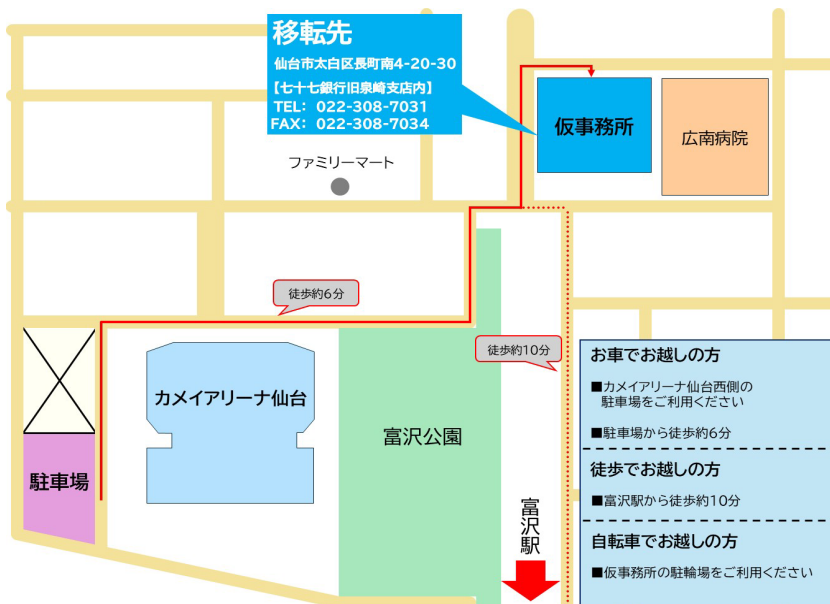 移転先
仙台市太白区長町南4-20-30
【七十七銀行旧泉崎支店内】
TEL: 022-308-7031
FAX: 022-308-7034
仮事務所
広南病院
ファミリーマート
徒歩約6分
徒歩約10分
カメイアリーナ仙台
富沢公園
駐車場
富沢駅
お車でお越しの方
■カメイアリーナ仙台西側の
駐車場をご利用ください
■駐車場から徒歩約6分
徒歩でお越しの方
■富沢駅から徒歩約10分
自転車でお越しの方
■仮事務所の駐輪場をご利用ください